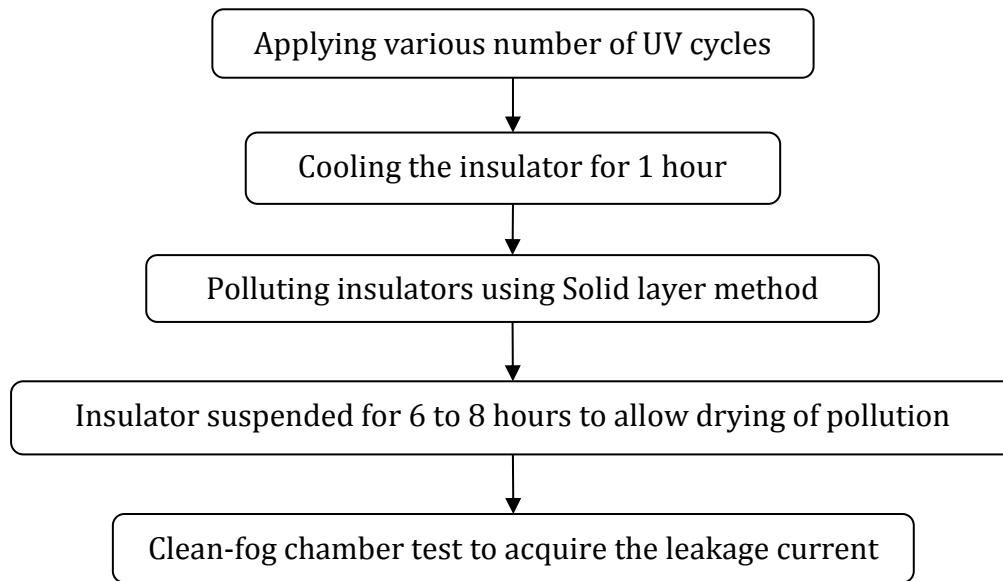 Applying various number of UV cycles
Cooling the insulator for 1 hour
Polluting insulators using Solid layer method
Insulator suspended for 6 to 8 hours to allow drying of pollution
Clean-fog chamber test to acquire the leakage current